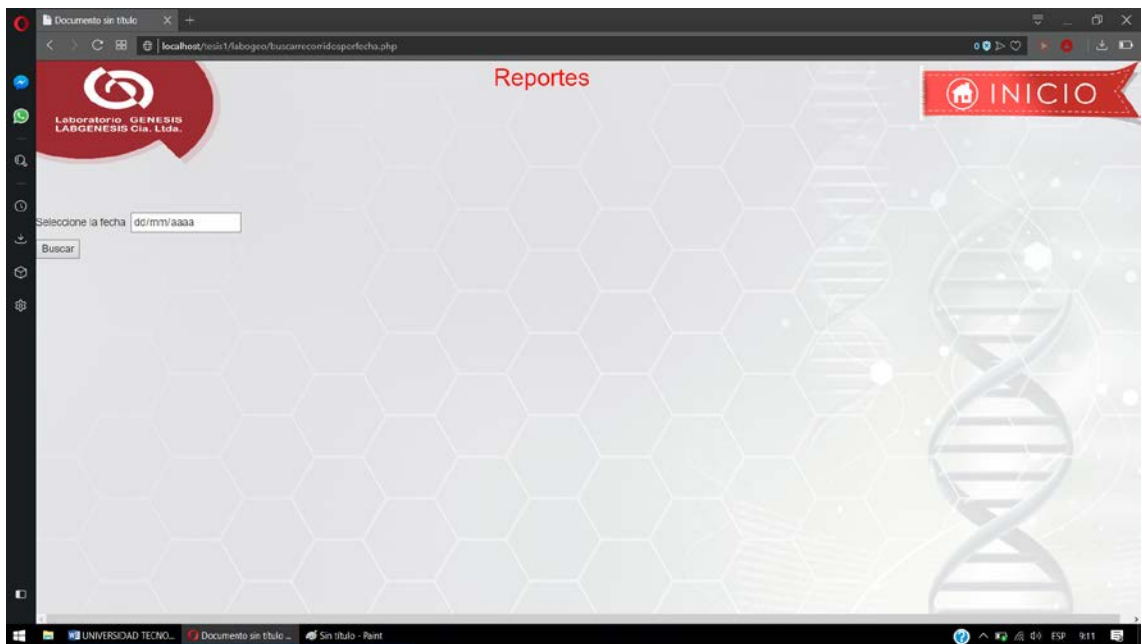 Documento sin título
localhost/tesis1/labogeo/buscarrecorridosporfecha.php
0
Reportes
INICIO
Laboratorio GENESIS
LABGENESIS Cia. Ltda.
Seleccione la fecha dd/mm/aaaa
Buscar
UNIVERSIDAD TECNO...
Documento sin título ...
Sin título - Paint
ESP
9:11